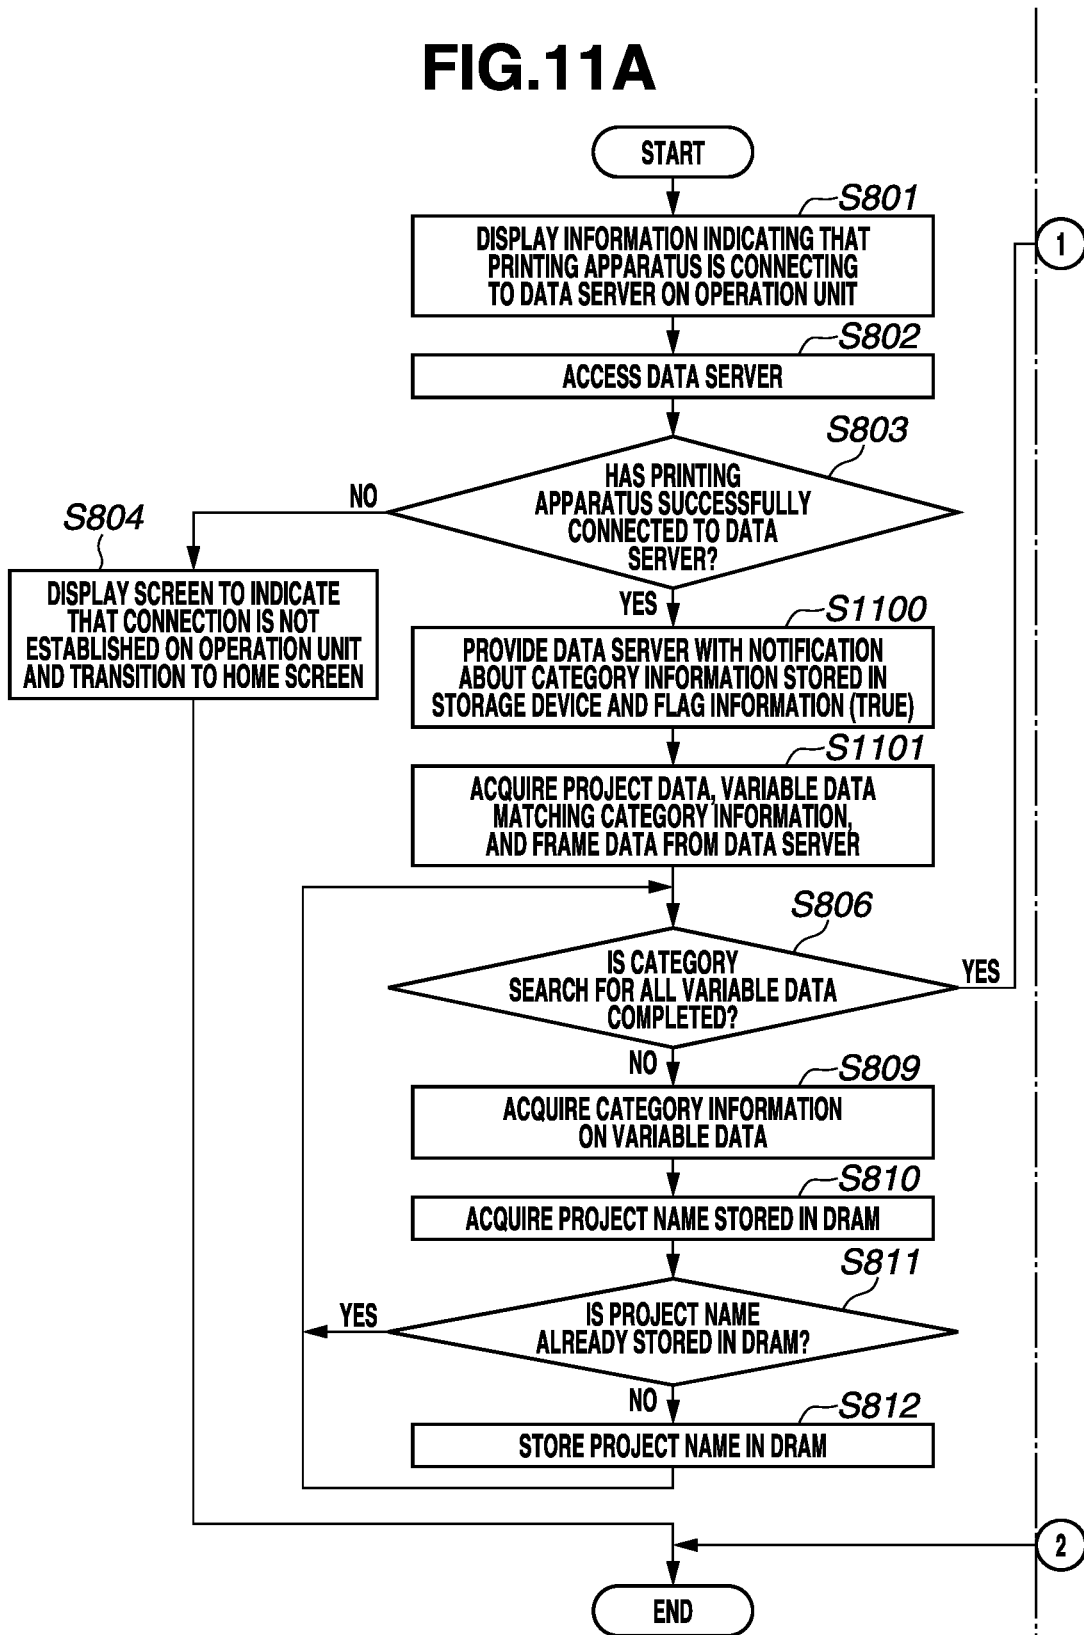 FIG.11A
START
S801
DISPLAY INFORMATION INDICATING THAT
PRINTING APPARATUS IS CONNECTING
TO DATA SERVER ON OPERATION UNIT
1
S802
ACCESS DATA SERVER
S803
HAS PRINTING
APPARATUS SUCCESSFULLY
CONNECTED TO DATA
SERVER?
NO
S804
DISPLAY SCREEN TO INDICATE
THAT CONNECTION IS NOT
ESTABLISHED ON OPERATION UNIT
AND TRANSITION TO HOME SCREEN
YES
S1100
PROVIDE DATA SERVER WITH NOTIFICATION
ABOUT CATEGORY INFORMATION STORED IN
STORAGE DEVICE AND FLAG INFORMATION (TRUE)
S1101
ACQUIRE PROJECT DATA, VARIABLE DATA
MATCHING CATEGORY INFORMATION,
AND FRAME DATA FROM DATA SERVER
S806
IS CATEGORY
SEARCH FOR ALL VARIABLE DATA
COMPLETED?
YES
NO
S809
ACQUIRE CATEGORY INFORMATION
ON VARIABLE DATA
S810
ACQUIRE PROJECT NAME STORED IN DRAM
S811
IS PROJECT NAME
ALREADY STORED IN DRAM?
YES
NO
S812
STORE PROJECT NAME IN DRAM
2
END